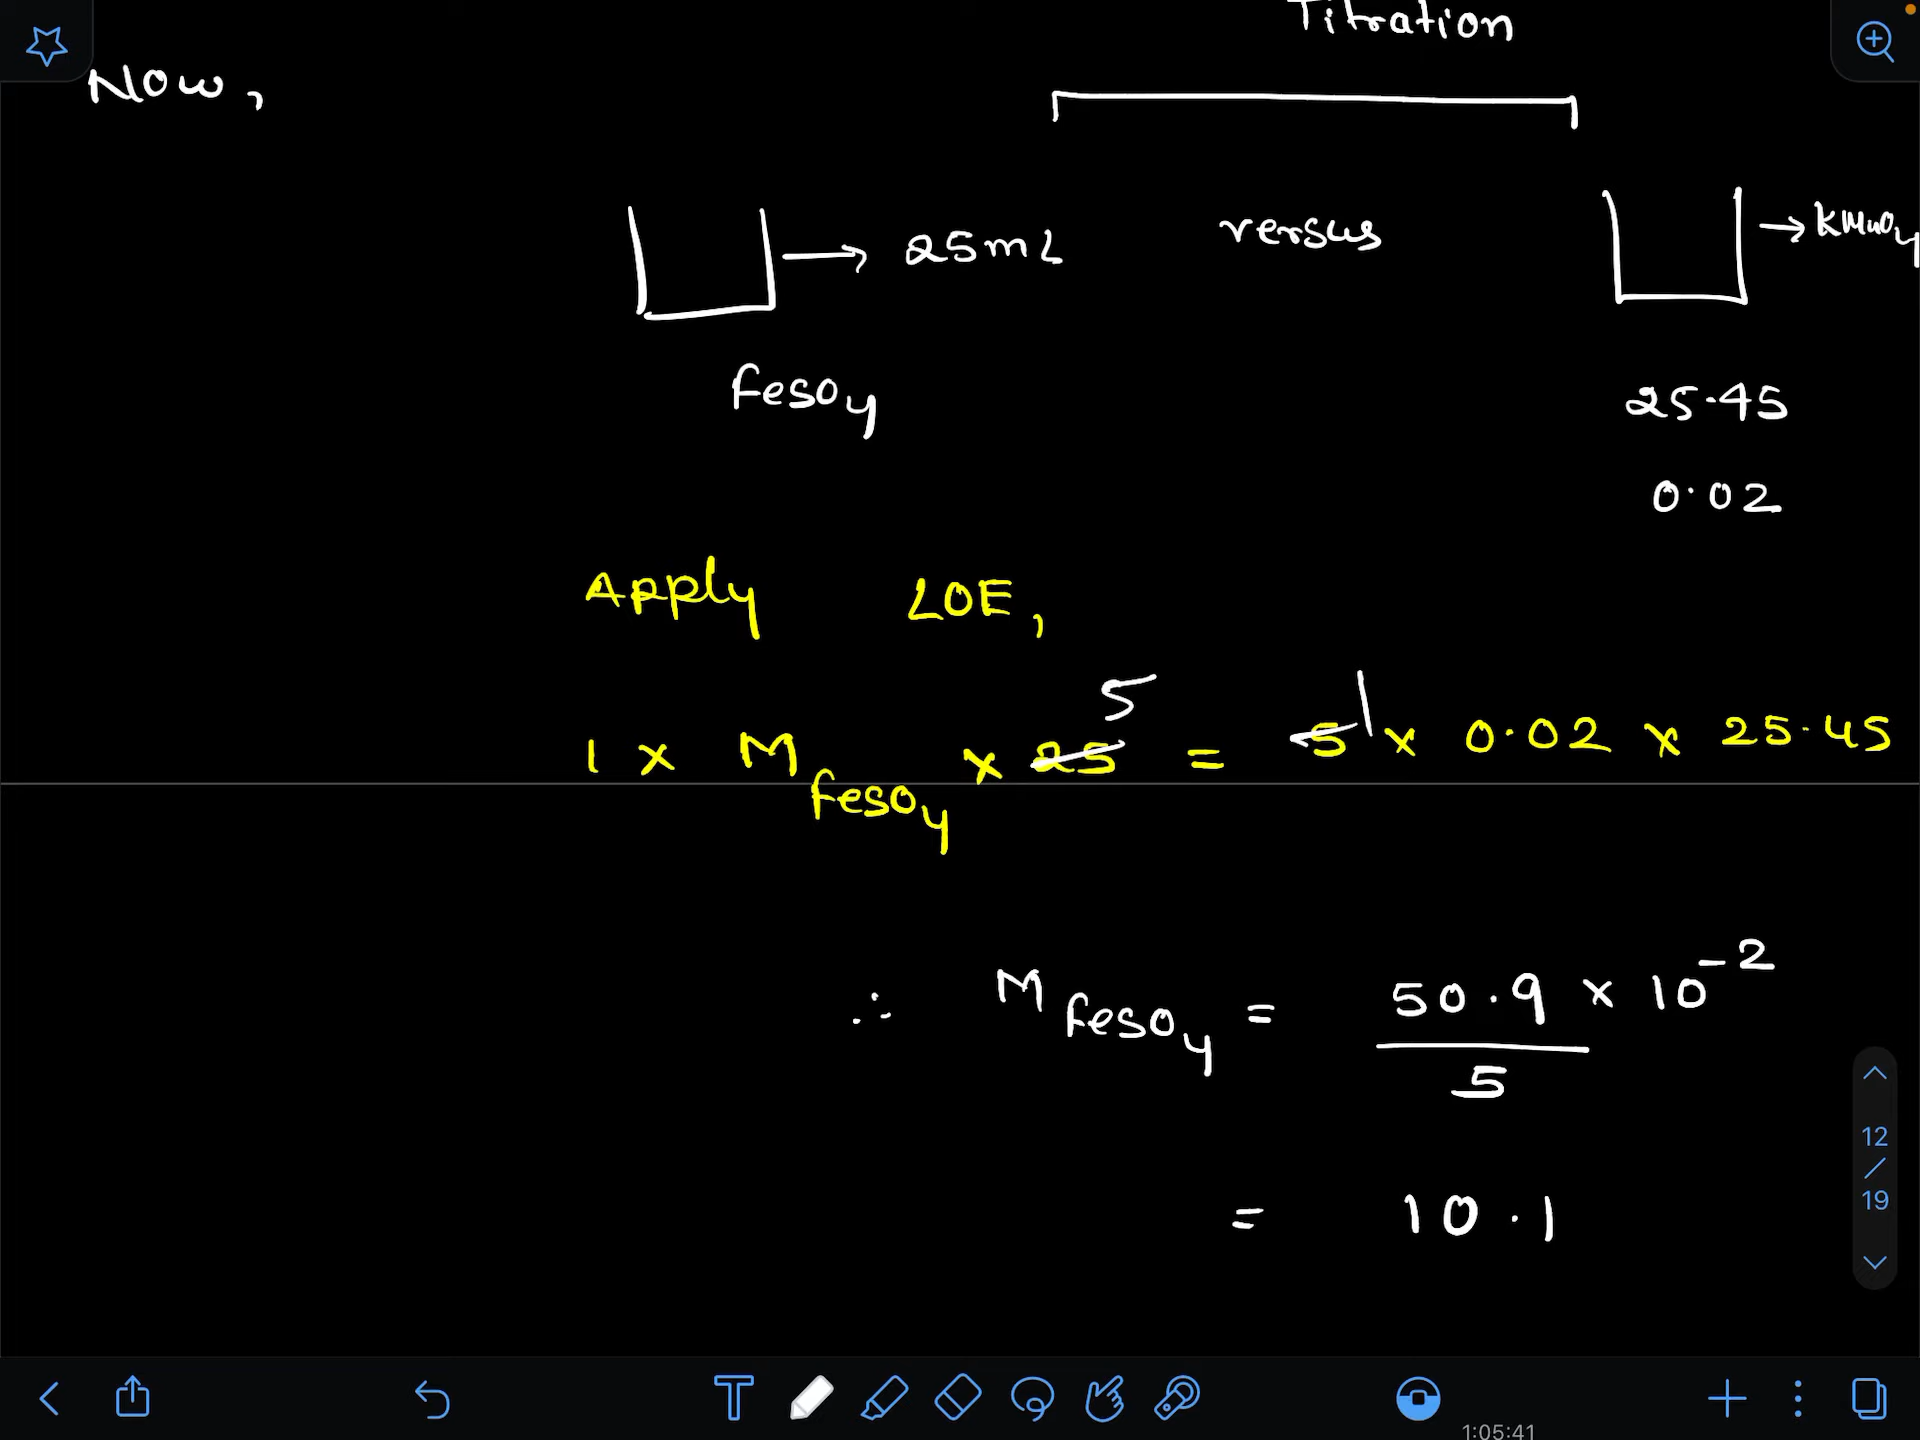 Titration
Now,
25mL versus KMnO4
FeSO4 25.45
0.02
Apply LOE,
5 1
1 x M FeSO4 x 25 = 5 x 0.02 x 25.45
∴ M FeSO4 = 50.9 x 10^-2
5
= 10.1
12
/
19
1:05:41